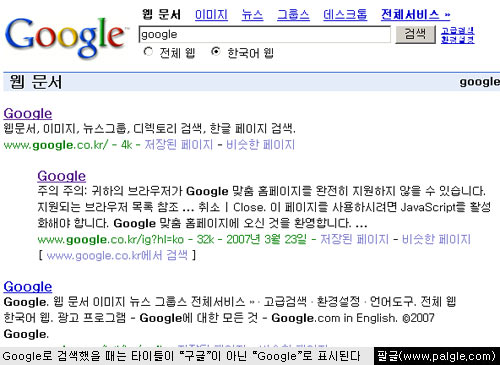 Google™
웹 문서 이미지 뉴스 그룹스 데스크톱 전체서비스 »
google 검색 고급검색
환경설정
전체 웹 한국어 웹
웹 문서 google
Google
웹문서, 이미지, 뉴스그룹, 디렉토리 검색, 한글 페이지 검색.
www.google.co.kr/ - 4k - 저장된 페이지 - 비슷한 페이지
Google
주의 주의: 귀하의 브라우저가 Google 맞춤 홈페이지를 완전히 지원하지 않을 수 있습니다.
지원되는 브라우저 목록 참조 ... 취소 | Close. 이 페이지를 사용하시려면 JavaScript를 활성
화해야 합니다. Google 맞춤 홈페이지에 오신 것을 환영합니다. ...
www.google.co.kr/ig?hl=ko - 32k - 2007년 3월 23일 - 저장된 페이지 - 비슷한 페이지
[ www.google.co.kr에서 검색 ]
Google
Google. 웹 문서 이미지 뉴스 그룹스 전체서비스 » · 고급검색 · 환경설정 · 언어도구. 전체 웹
한국어 웹. 광고 프로그램 - Google에 대한 모든 것 - Google.com in English. ©2007
Google.
Google로 검색했을 때는 타이틀이 "구글"이 아닌 "Google"로 표시된다 팔글(www.palgle.com)